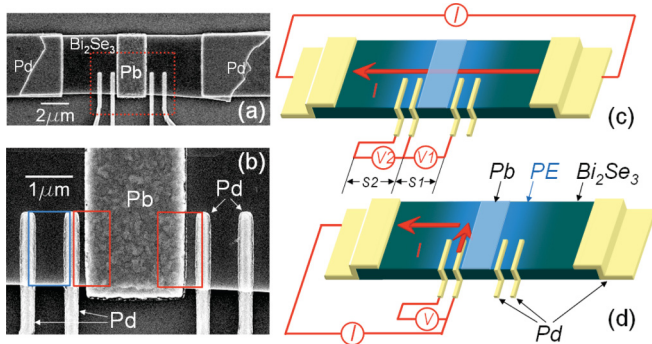 Bi₂Se₃
Pd
Pb
Pd
2μm
(a)
(b)
1μm
Pb
Pd
Pd
I
(c)
I
V2
V1
S2
S1
Pb
PE
Bi₂Se₃
I
V
I
Pd
(d)